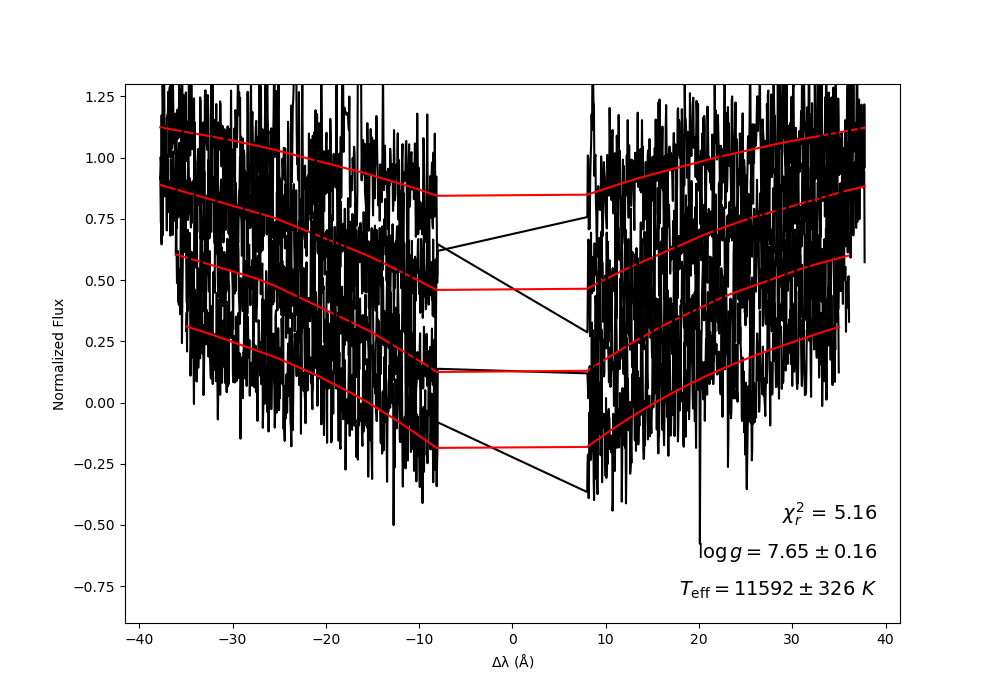 1.25
1.00
0.75
0.50
0.25
0.00
−0.25
−0.50
−0.75
Normalized Flux
χ²ᵣ = 5.16
log g = 7.65 ± 0.16
T_eff = 11592 ± 326 K
−40 −30 −20 −10 0 10 20 30 40
Δλ (Å)